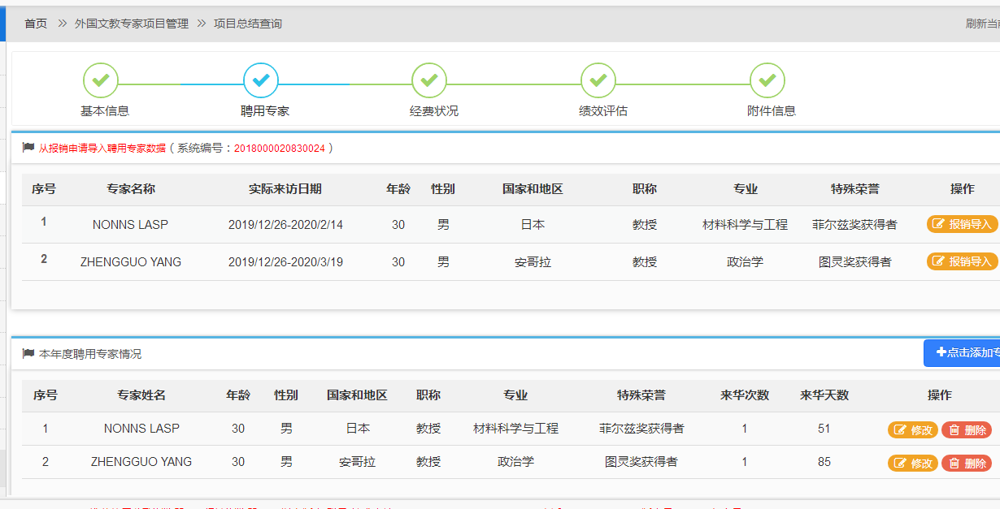 首页 >> 外国文教专家项目管理 >> 项目总结查询 刷新当
基本信息 聘用专家 经费状况 绩效评估 附件信息
从报销申请导入聘用专家数据 ( 系统编号：2018000020830024 )
序号 专家名称 实际来访日期 年龄 性别 国家和地区 职称 专业 特殊荣誉 操作
1 NONNS LASP 2019/12/26-2020/2/14 30 男 日本 教授 材料科学与工程 菲尔兹奖获得者 报销导入
2 ZHENGGUO YANG 2019/12/26-2020/3/19 30 男 安哥拉 教授 政治学 图灵奖获得者 报销导入
本年度聘用专家情况 点击添加专
序号 专家姓名 年龄 性别 国家和地区 职称 专业 特殊荣誉 来华次数 来华天数 操作
1 NONNS LASP 30 男 日本 教授 材料科学与工程 菲尔兹奖获得者 1 51 修改 删除
2 ZHENGGUO YANG 30 男 安哥拉 教授 政治学 图灵奖获得者 1 85 修改 删除